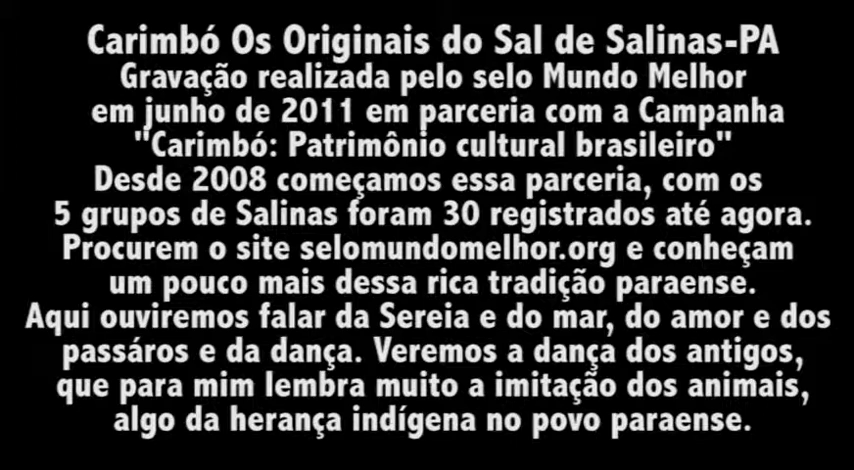 Carimbó Os Originais do Sal de Salinas-PA
Gravação realizada pelo selo Mundo Melhor
em junho de 2011 em parceria com a Campanha
"Carimbó: Patrimônio cultural brasileiro"
Desde 2008 começamos essa parceria, com os
5 grupos de Salinas foram 30 registrados até agora.
Procurem o site selomundomelhor.org e conheçam
um pouco mais dessa rica tradição paraense.
Aqui ouviremos falar da Sereia e do mar, do amor e dos
passáros e da dança. Veremos a dança dos antigos,
que para mim lembra muito a imitação dos animais,
algo da herança indígena no povo paraense.